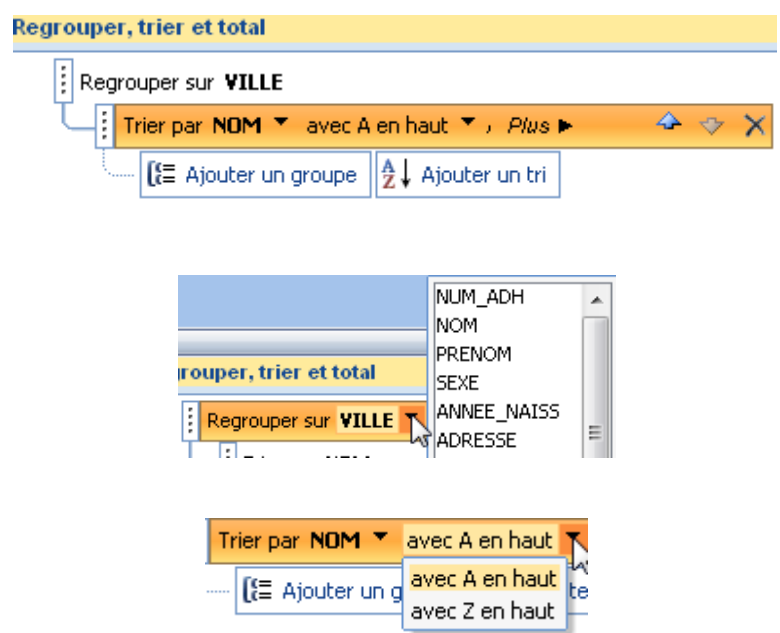 Regrouper, trier et total
Regrouper sur VILLE
Trier par NOM avec A en haut , Plus
Ajouter un groupe
A Z Ajouter un tri
NUM_ADH
NOM
PRENOM
SEXE
ANNEE_NAISS
ADRESSE
rouper, trier et total
Regrouper sur VILLE
Trier par NOM avec A en haut
avec A en haut
avec Z en haut
Ajouter un g
te